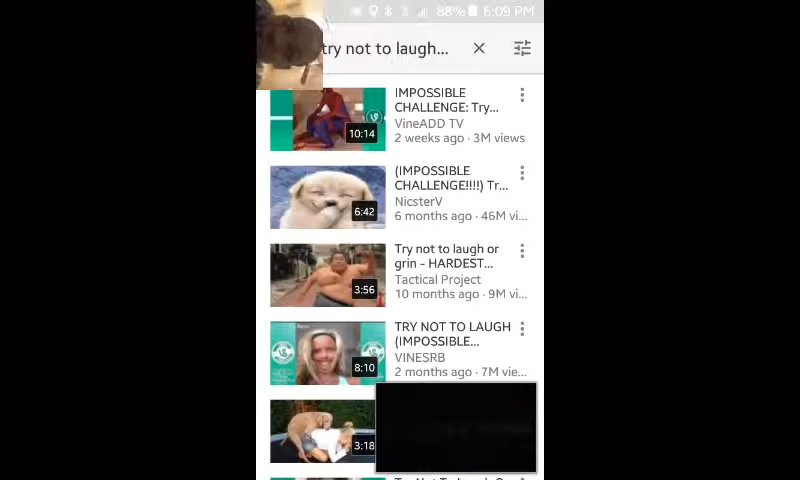 88% 6:09 PM
try not to laugh...
IMPOSSIBLE
CHALLENGE: Try...
VineADD TV
2 weeks ago · 3M views
10:14
(IMPOSSIBLE
CHALLENGE!!!!) Tr...
NicsterV
6 months ago · 46M vi...
6:42
Try not to laugh or
grin - HARDEST...
Tactical Project
10 months ago · 9M vi...
3:56
TRY NOT TO LAUGH
(IMPOSSIBLE...
VINESRB
2 months ago · 7M vie...
8:10
3:18